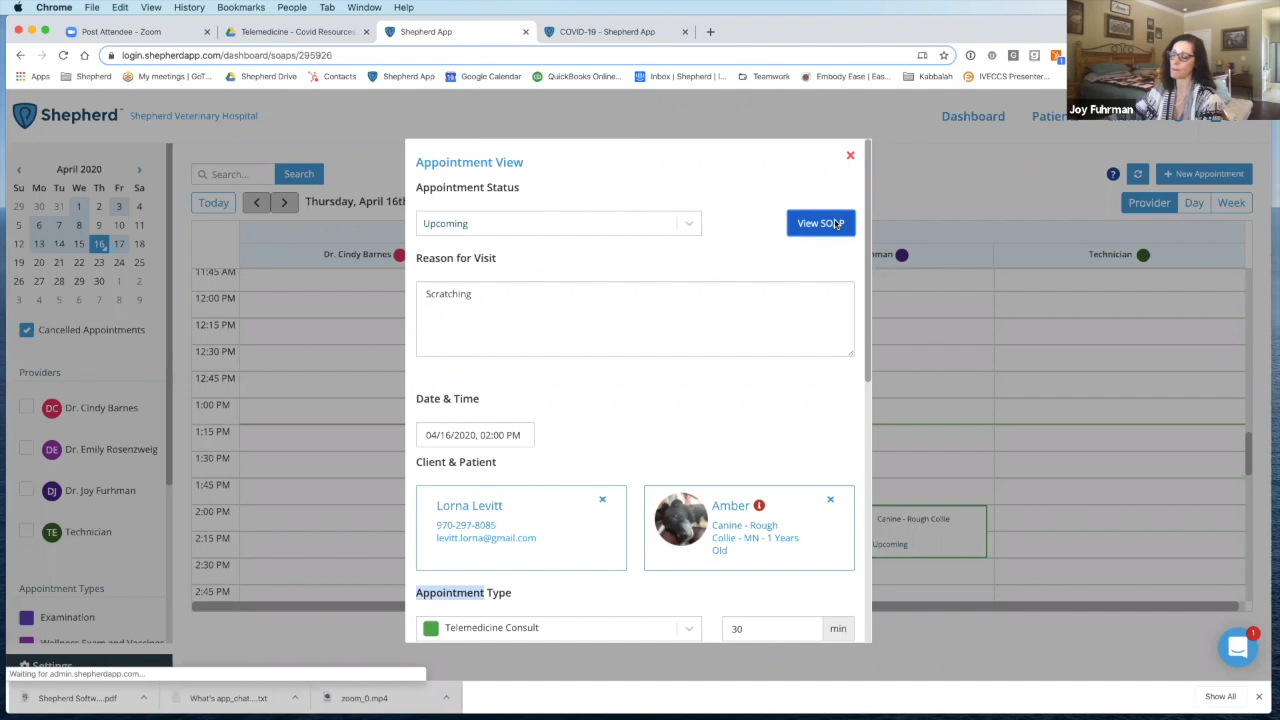 Chrome File Edit View History Bookmarks People Tab Window Help
Post Attendee - Zoom
Telemedicine - Covid Resources
Shepherd App
COVID-19 - Shepherd App
login.shepherdapp.com/dashboard/soaps/295926
Apps Shepherd My meetings | GoT... Shepherd Drive Contacts Shepherd App Google Calendar QuickBooks Online... Inbox | Shepherd | I... Teamwork Embody Ease | Eas... Kabbalah IVECCS Presenter...
Joy Fuhrman
Shepherd Shepherd Veterinary Hospital
Dashboard
April 2020
Su Mo Tu We Th Fr Sa
29 30 31 1 2 3 4
5 6 7 8 9 10 11
12 13 14 15 16 17 18
19 20 21 22 23 24 25
26 27 28 29 30 1 2
3 4 5 6 7 8 9
Cancelled Appointments
Providers
DC Dr. Cindy Barnes
DE Dr. Emily Rosenzweig
DJ Dr. Joy Furhman
TE Technician
Appointment Types
Examination
Wellness Exam and Vaccines
Settings
Search... Search
New Appointment
Today
Thursday, April 16th
Provider Day Week
Dr. Cindy Barnes
Technician
11:45 AM
12:00 PM
12:15 PM
12:30 PM
12:45 PM
1:00 PM
1:15 PM
1:30 PM
1:45 PM
2:00 PM
2:15 PM
2:30 PM
2:45 PM
Canine - Rough Collie
Upcoming
Appointment View
Appointment Status
Upcoming
View SOAP
Reason for Visit
Scratching
Date & Time
04/16/2020, 02:00 PM
Client & Patient
Lorna Levitt
970-297-8085
levitt.lorna@gmail.com
Amber
Canine - Rough
Collie - MN - 1 Years
Old
Appointment Type
Telemedicine Consult
30 min
1
Waiting for admin.shepherdapp.com...
Shepherd Softw....pdf
What's app_chat....txt
zoom_0.mp4
Show All